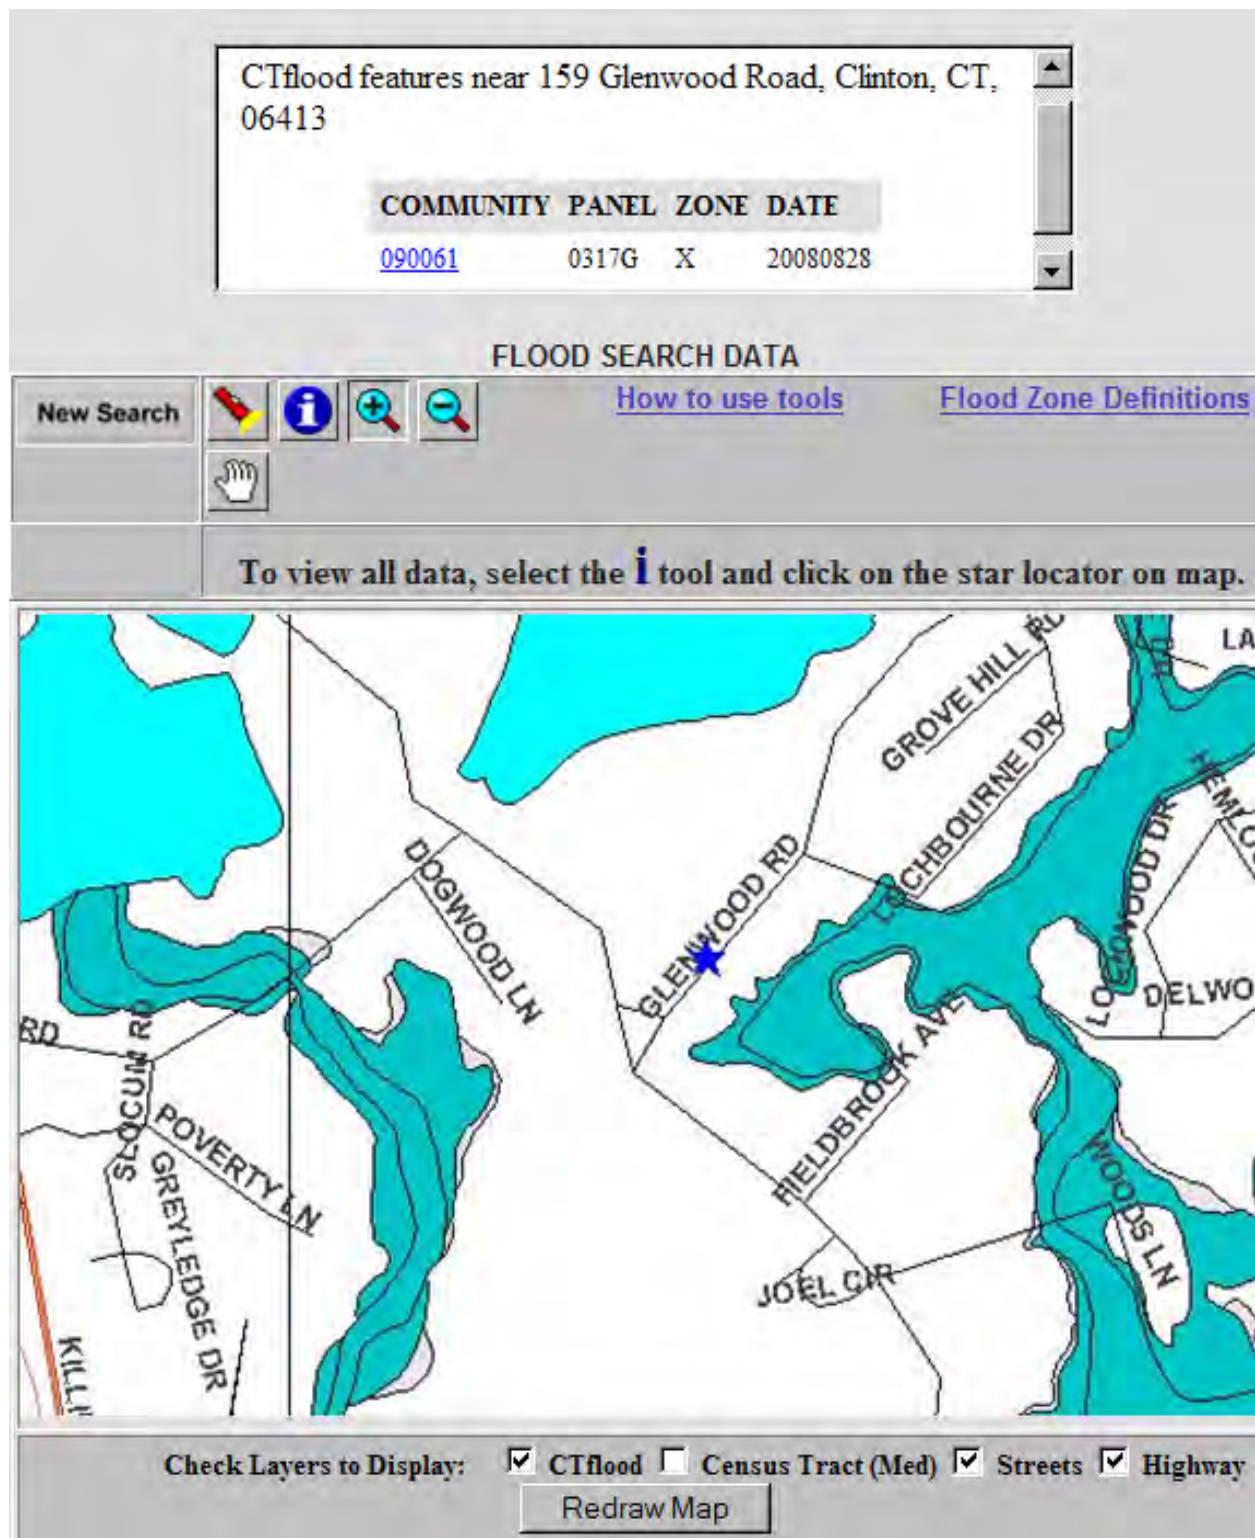 CTflood features near 159 Glenwood Road, Clinton, CT,
06413
COMMUNITY PANEL ZONE DATE
090061 0317G X 20080828
FLOOD SEARCH DATA
New Search
How to use tools
Flood Zone Definitions
To view all data, select the i tool and click on the star locator on map.
LA
GROVE HILL RD
LOCHBOURNE DR
GLENWOOD RD
DOGWOOD LN
DELWO
FIELDBROOK AVE
RD
SLOCUM RD
POVERTY LN
GREYLEDGE DR
WOODS LN
JOEL CIR
Check Layers to Display: CTflood Census Tract (Med) Streets Highway
Redraw Map